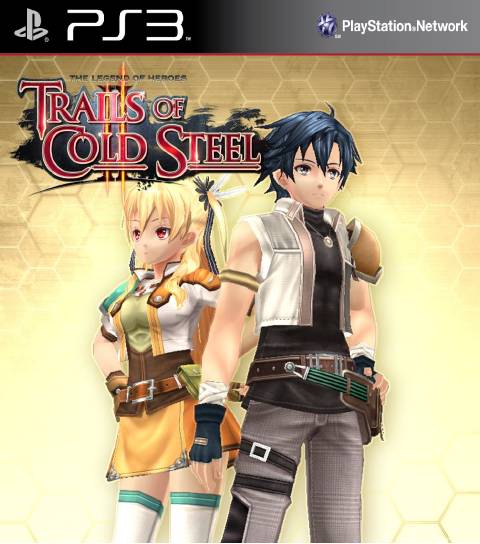 PS3
PlayStation®Network
THE LEGEND OF HEROES
TRAILS OF
COLD STEEL
II